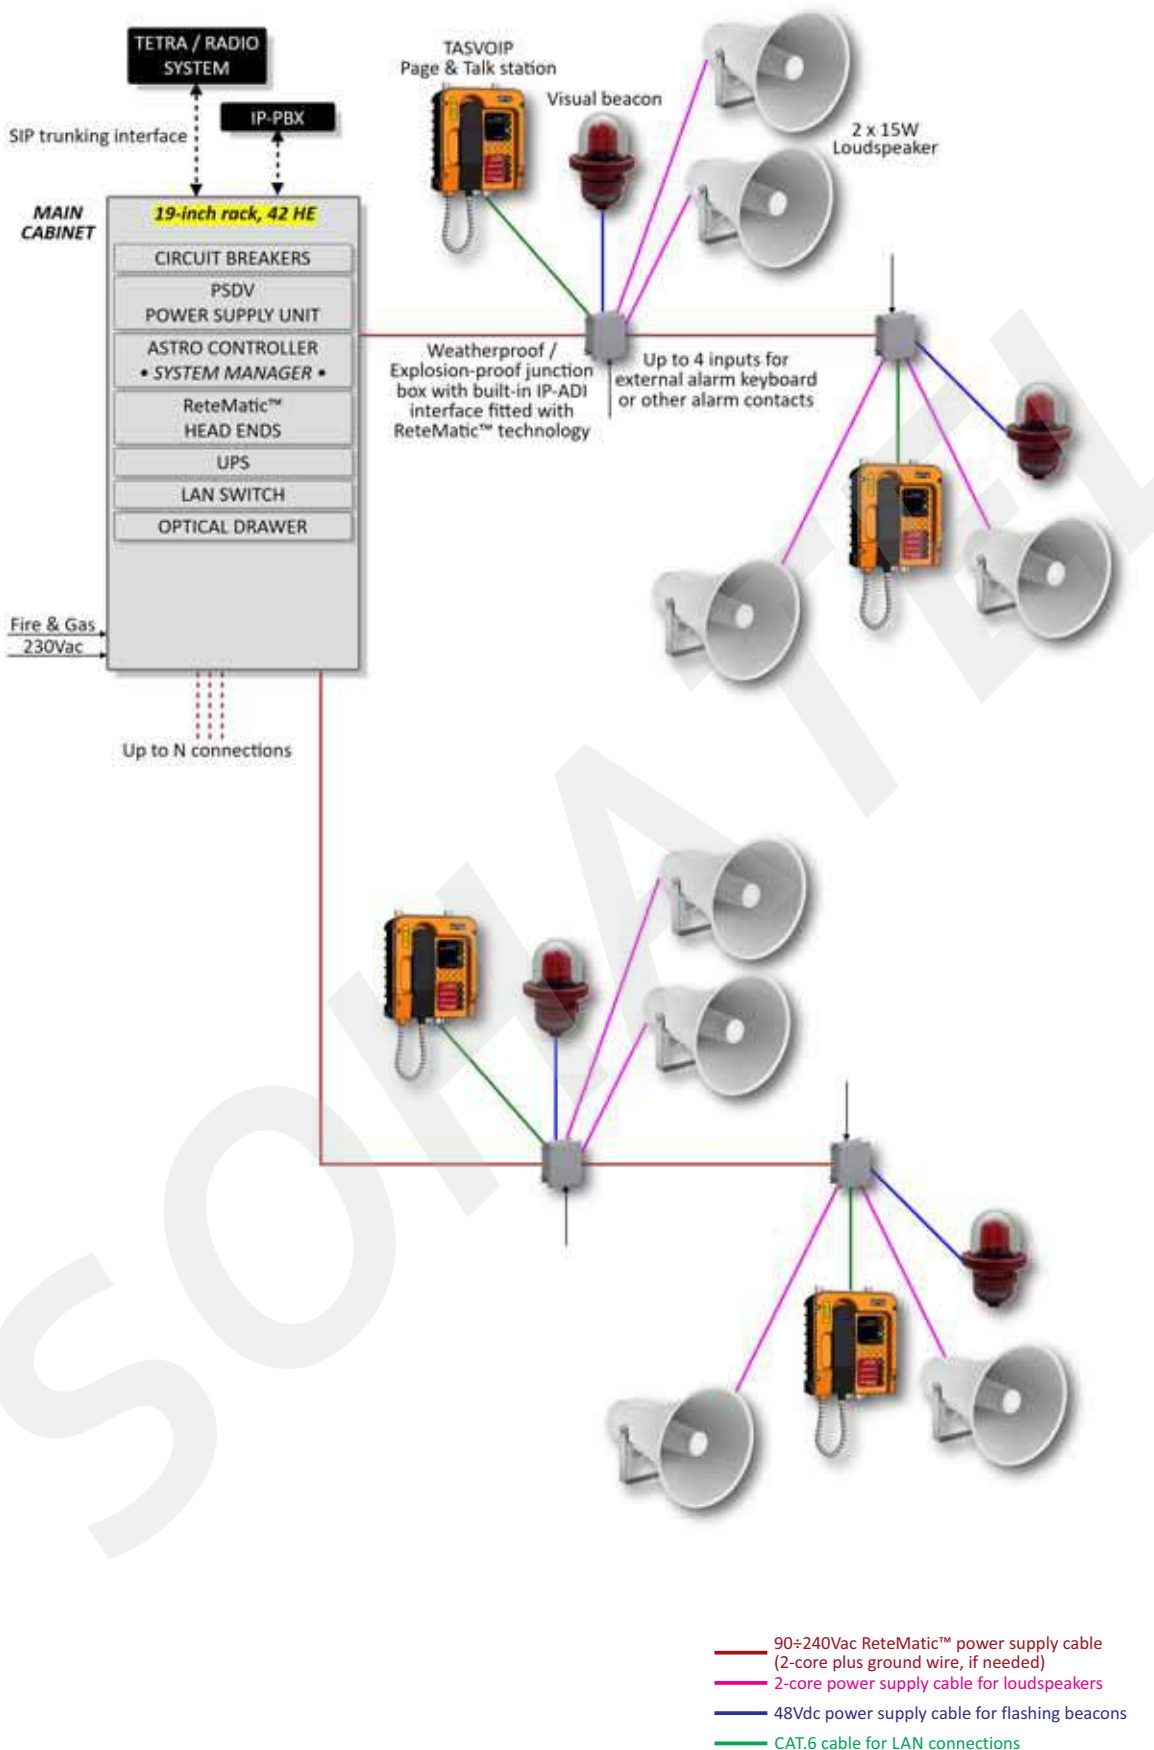 TETRA / RADIO
SYSTEM
IP-PBX
SIP trunking interface
TASVOIP
Page & Talk station
Visual beacon
2 x 15W
Loudspeaker
MAIN
CABINET
19-inch rack, 42 HE
CIRCUIT BREAKERS
PSDV
POWER SUPPLY UNIT
ASTRO CONTROLLER
• SYSTEM MANAGER •
ReteMatic™
HEAD ENDS
UPS
LAN SWITCH
OPTICAL DRAWER
Weatherproof /
Explosion-proof junction
box with built-in IP-ADI
interface fitted with
ReteMatic™ technology
Up to 4 inputs for
external alarm keyboard
or other alarm contacts
Fire & Gas
230Vac
Up to N connections
SOHATEL
90÷240Vac ReteMatic™ power supply cable
(2-core plus ground wire, if needed)
2-core power supply cable for loudspeakers
48Vdc power supply cable for flashing beacons
CAT.6 cable for LAN connections